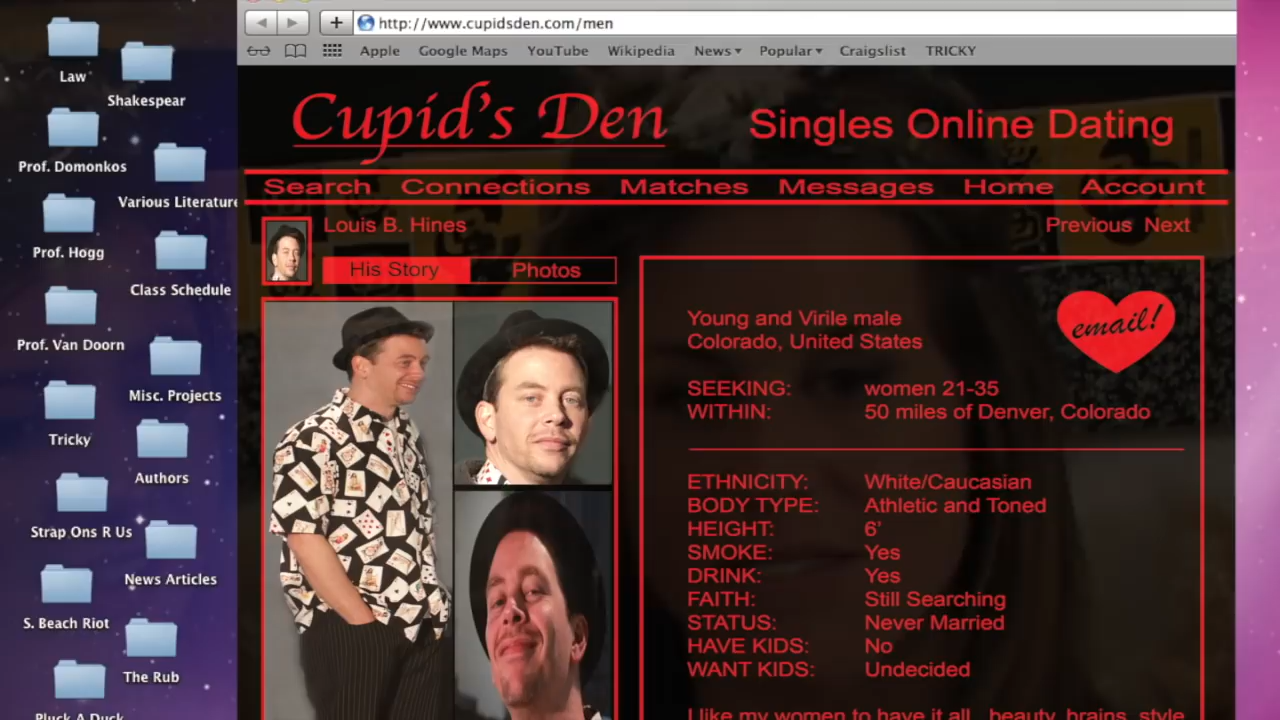 http://www.cupidsden.com/men
Apple Google Maps YouTube Wikipedia News Popular Craigslist TRICKY
Law
Shakespear
Prof. Domonkos
Various Literature
Prof. Hogg
Class Schedule
Prof. Van Doorn
Misc. Projects
Tricky
Authors
Strap Ons R Us
News Articles
S. Beach Riot
The Rub
Pluck A Duck
Cupid's Den Singles Online Dating
Search Connections Matches Messages Home Account
Louis B. Hines
Previous Next
His Story Photos
email!
Young and Virile male
Colorado, United States
SEEKING: women 21-35
WITHIN: 50 miles of Denver, Colorado
ETHNICITY: White/Caucasian
BODY TYPE: Athletic and Toned
HEIGHT: 6'
SMOKE: Yes
DRINK: Yes
FAITH: Still Searching
STATUS: Never Married
HAVE KIDS: No
WANT KIDS: Undecided
I like my women to have it all...beauty, brains, style